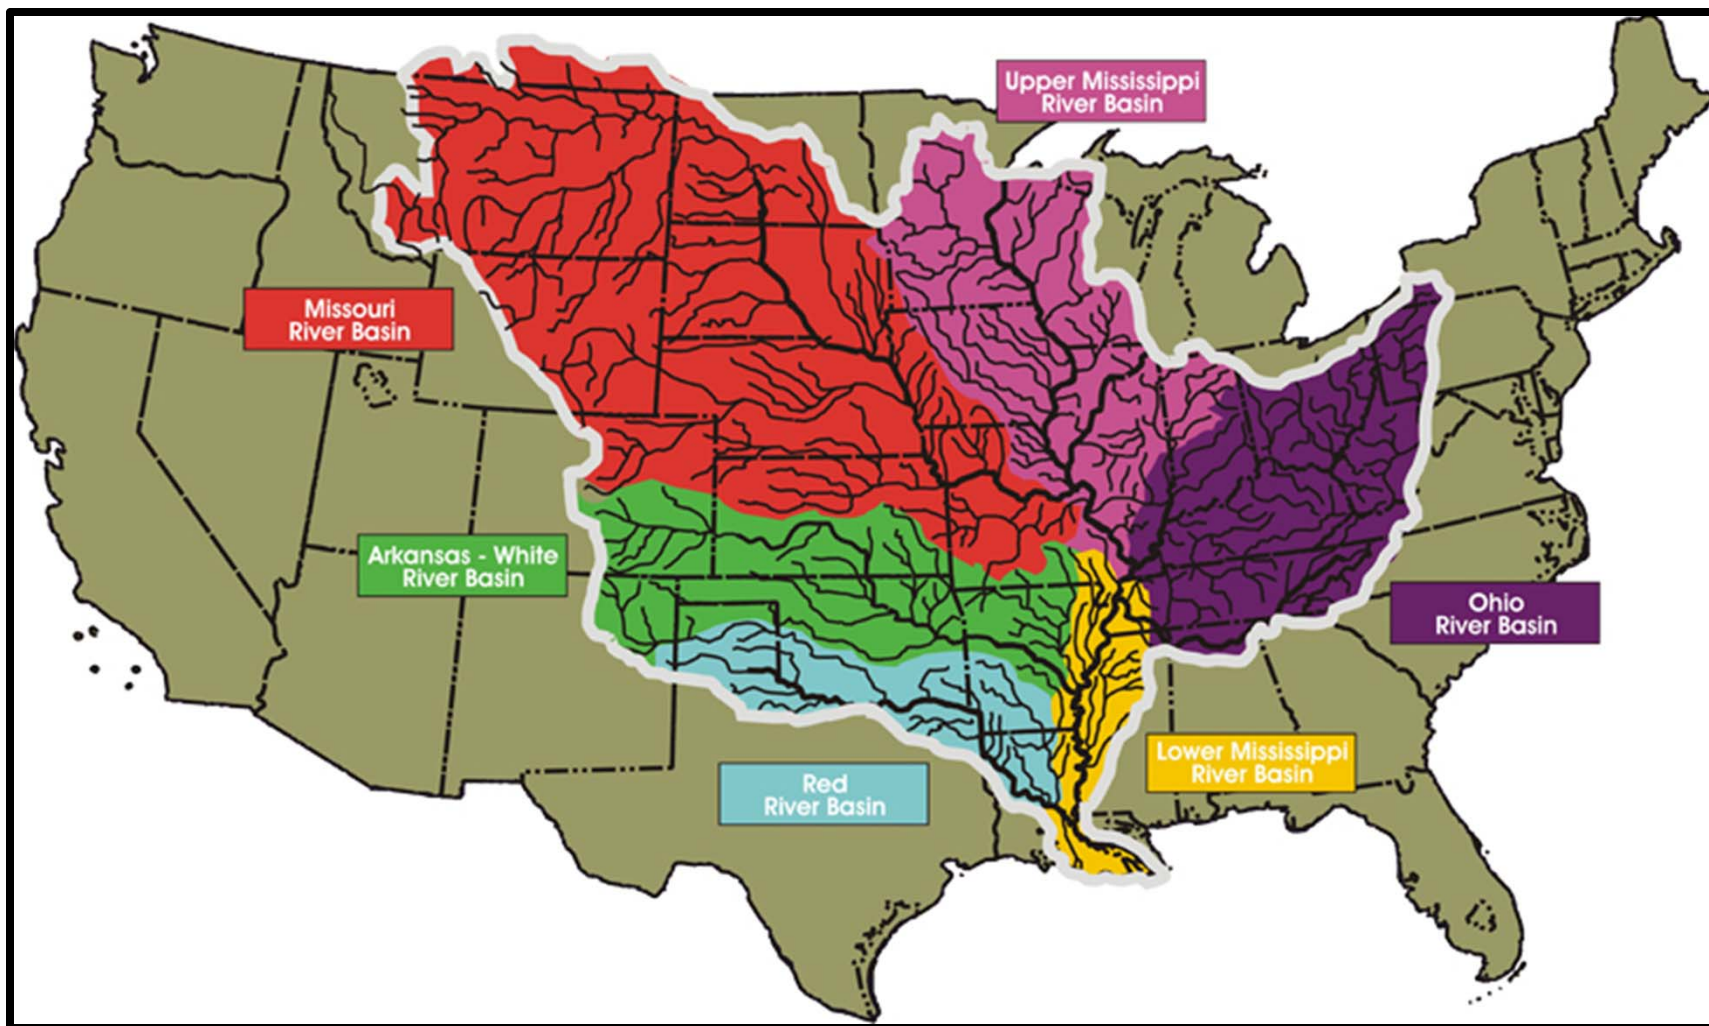 Upper Mississippi
River Basin
Missouri
River Basin
Arkansas - White
River Basin
Ohio
River Basin
Lower Mississippi
River Basin
Red
River Basin